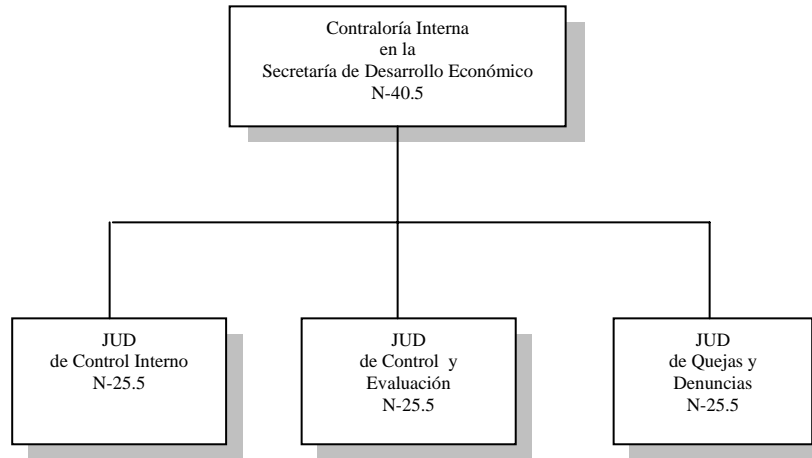 Contraloría Interna
en la
Secretaría de Desarrollo Económico
N-40.5
JUD
de Control Interno
N-25.5
JUD
de Control y
Evaluación
N-25.5
JUD
de Quejas y
Denuncias
N-25.5